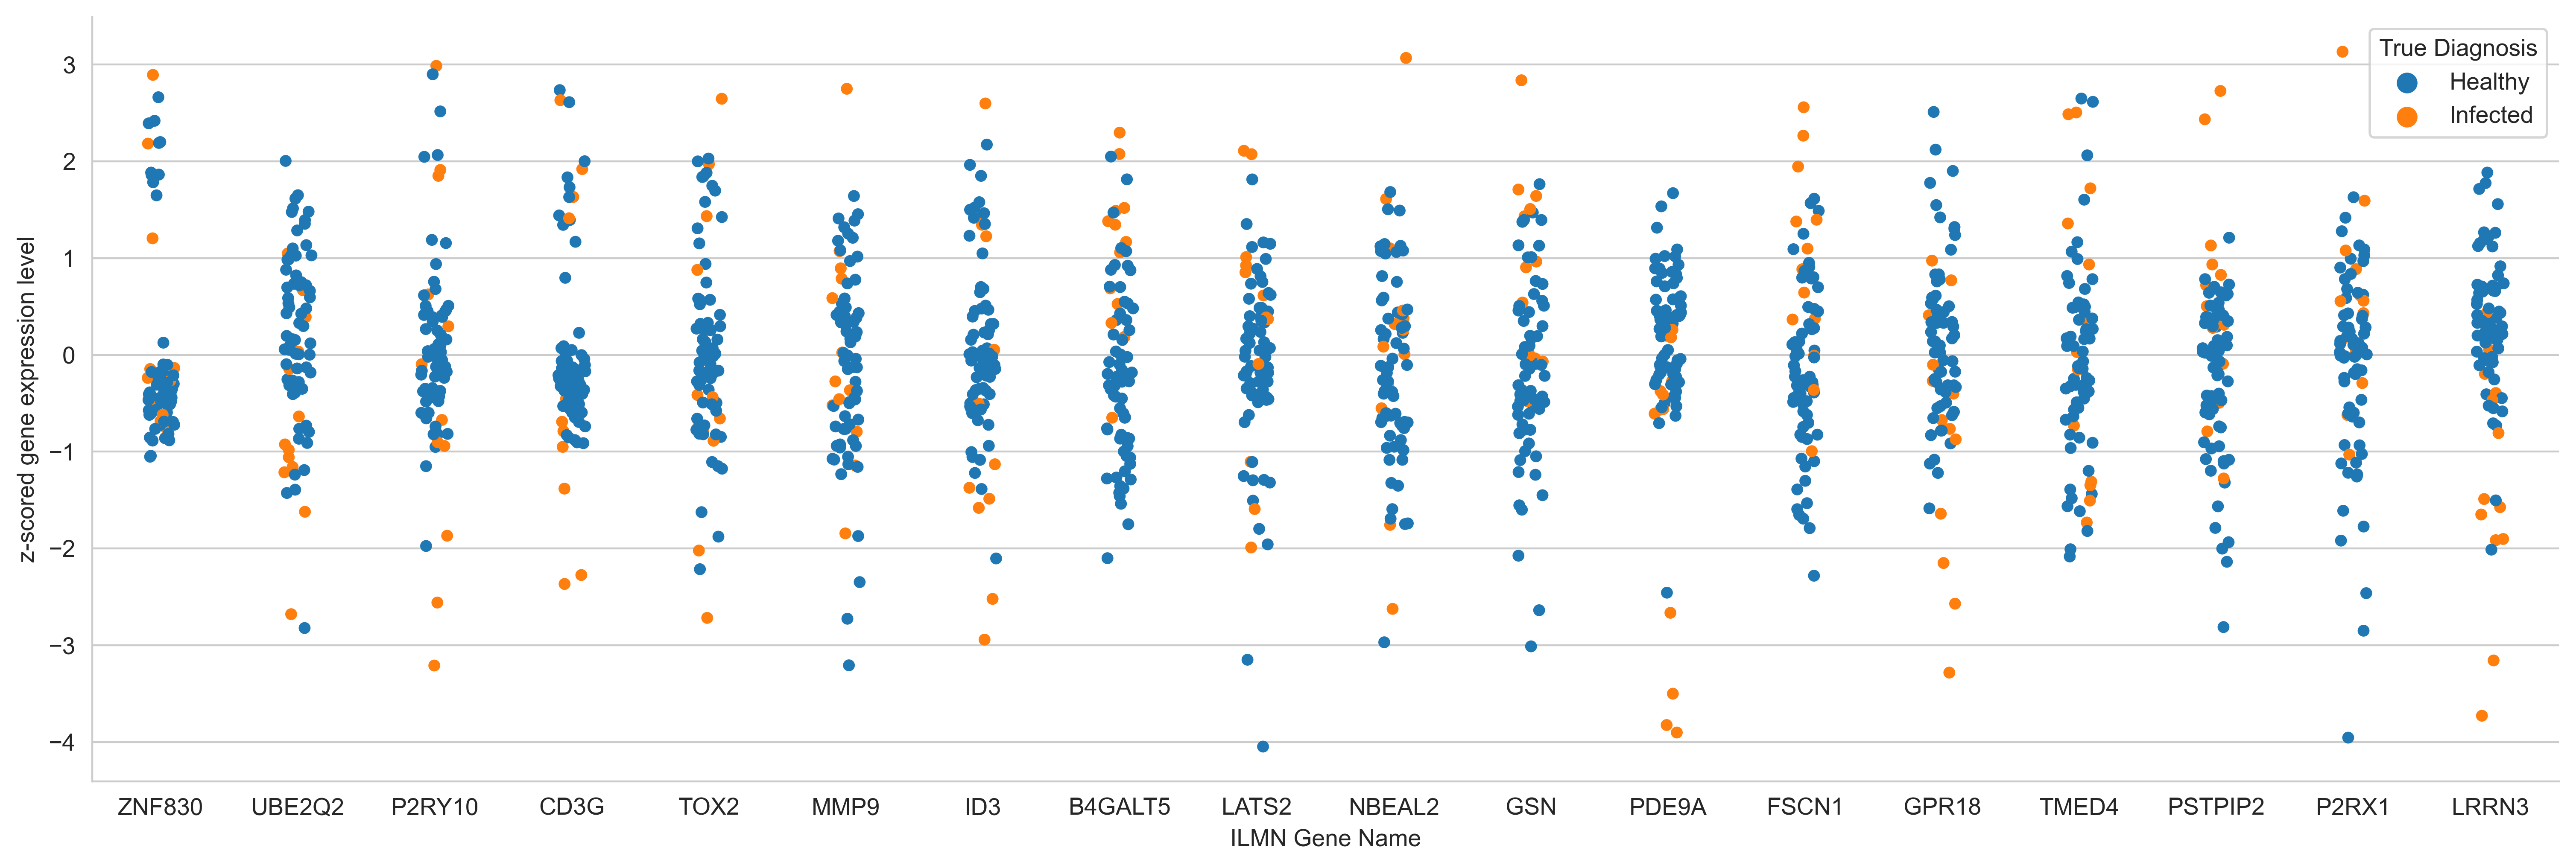 True Diagnosis
Healthy
Infected
z-scored gene expression level
3
2
1
0
−1
−2
−3
−4
ZNF830 UBE2Q2 P2RY10 CD3G TOX2 MMP9 ID3 B4GALT5 LATS2 NBEAL2 GSN PDE9A FSCN1 GPR18 TMED4 PSTPIP2 P2RX1 LRRN3
ILMN Gene Name